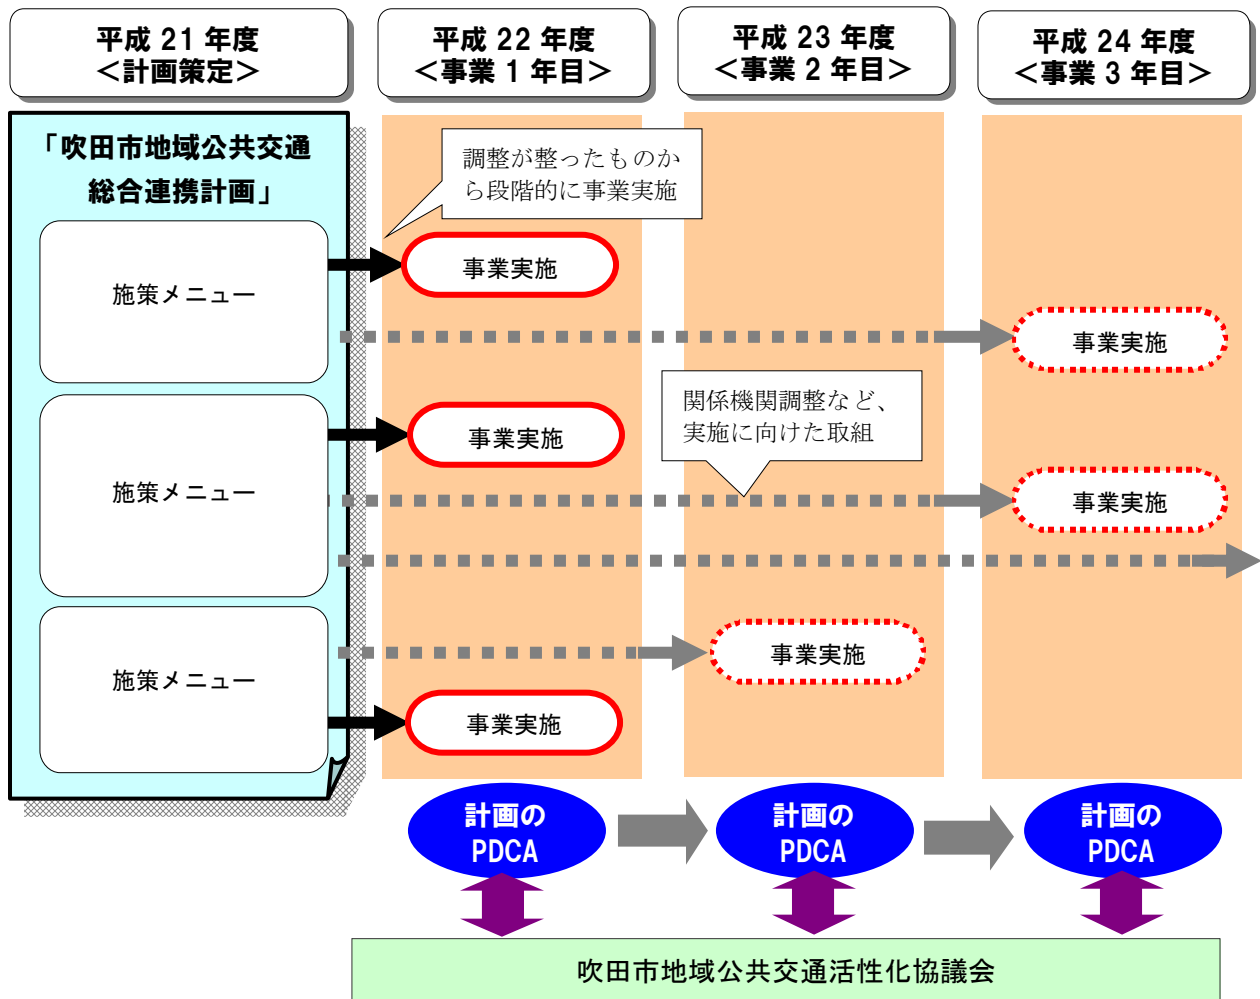 平成 21 年度
＜計画策定＞
平成 22 年度
＜事業 1 年目＞
平成 23 年度
＜事業 2 年目＞
平成 24 年度
＜事業 3 年目＞
「吹田市地域公共交通
総合連携計画」
調整が整ったものか
ら段階的に事業実施
施策メニュー
事業実施
事業実施
関係機関調整など、
実施に向けた取組
施策メニュー
事業実施
事業実施
施策メニュー
事業実施
事業実施
計画の
PDCA
計画の
PDCA
計画の
PDCA
吹田市地域公共交通活性化協議会